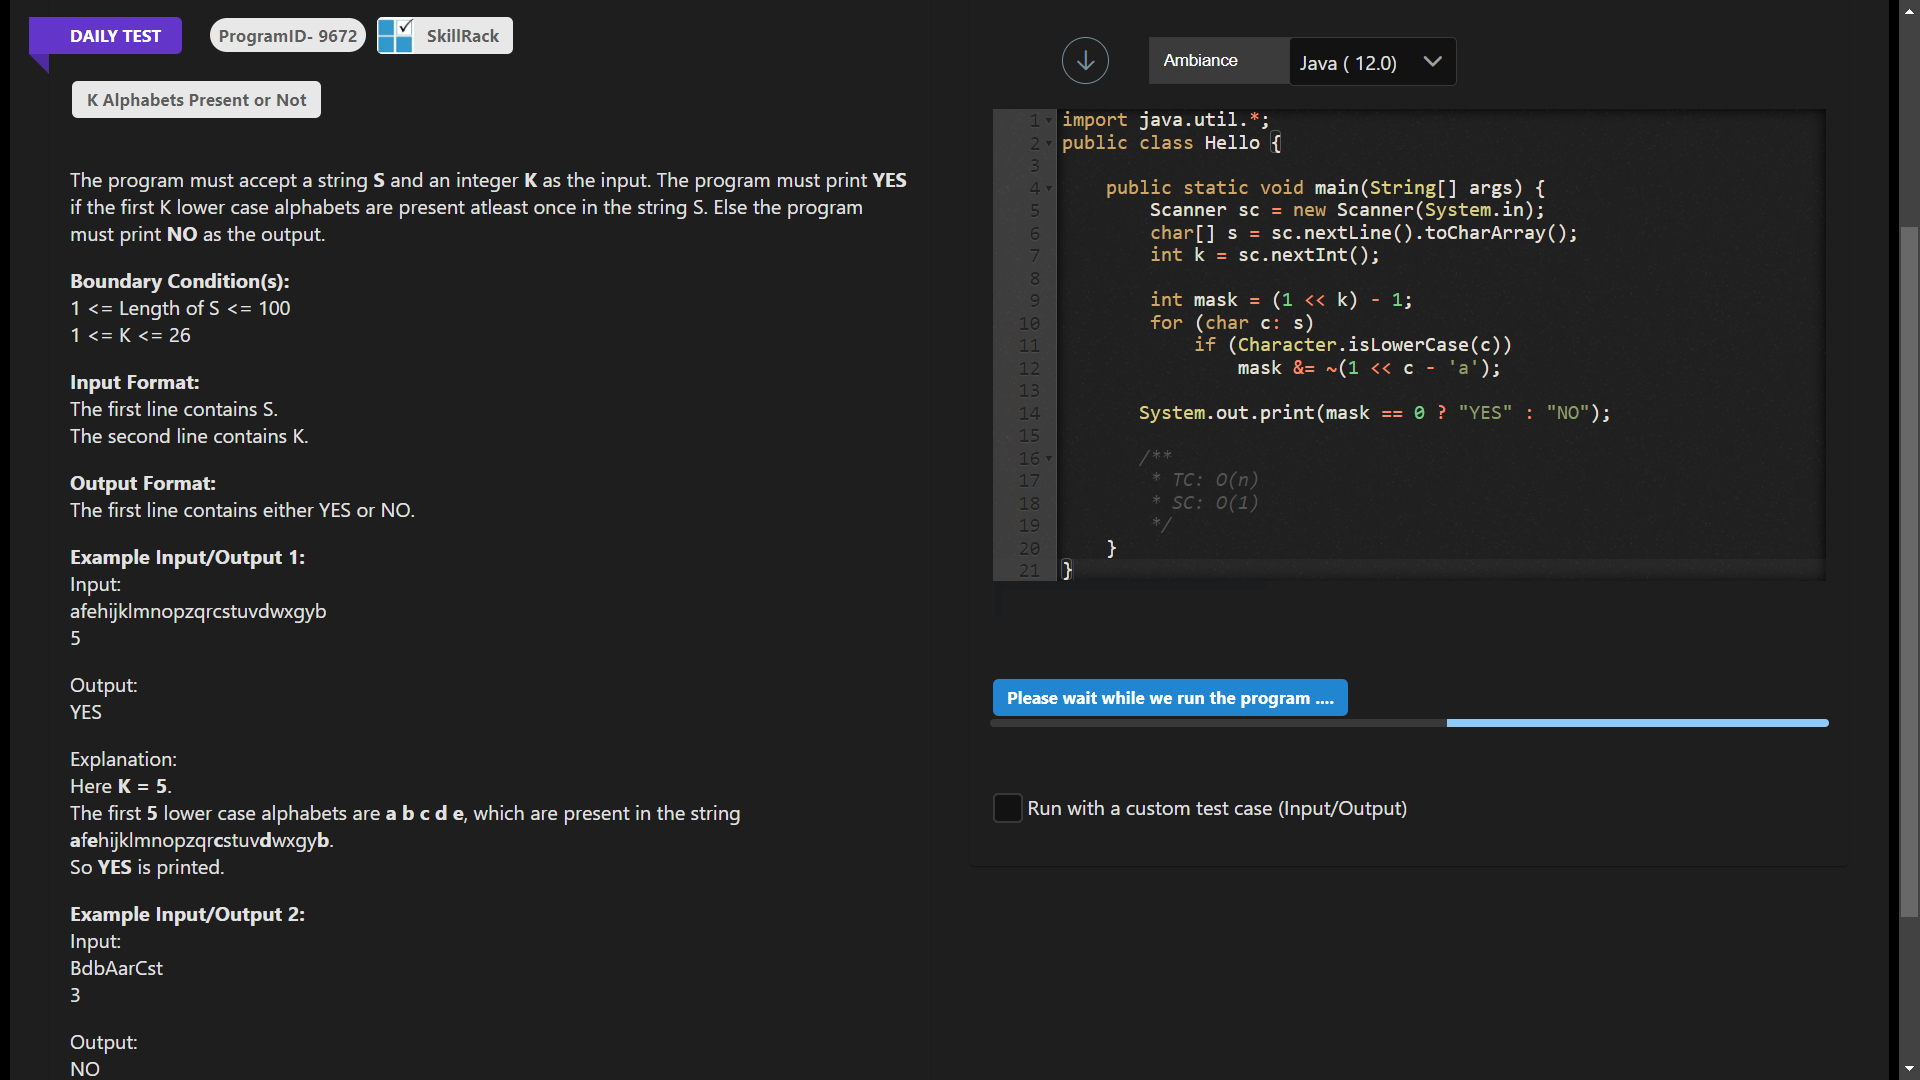 DAILY TEST
ProgramID- 9672
SkillRack
K Alphabets Present or Not
The program must accept a string S and an integer K as the input. The program must print YES
if the first K lower case alphabets are present atleast once in the string S. Else the program
must print NO as the output.
Boundary Condition(s):
1 <= Length of S <= 100
1 <= K <= 26
Input Format:
The first line contains S.
The second line contains K.
Output Format:
The first line contains either YES or NO.
Example Input/Output 1:
Input:
afehijklmnopzqrcstuvdwxgyb
5
Output:
YES
Explanation:
Here K = 5.
The first 5 lower case alphabets are a b c d e, which are present in the string
afehijklmnopzqrcstuvdwxgyb.
So YES is printed.
Example Input/Output 2:
Input:
BdbAarCst
3
Output:
NO
Ambiance
Java ( 12.0)
1 import java.util.*;
2 public class Hello {
3
4 public static void main(String[] args) {
5 Scanner sc = new Scanner(System.in);
6 char[] s = sc.nextLine().toCharArray();
7 int k = sc.nextInt();
8
9 int mask = (1 << k) - 1;
10 for (char c: s)
11 if (Character.isLowerCase(c))
12 mask &= ~(1 << c - 'a');
13
14 System.out.print(mask == 0 ? "YES" : "NO");
15
16 /**
17 * TC: O(n)
18 * SC: O(1)
19 */
20 }
21 }
Please wait while we run the program ....
Run with a custom test case (Input/Output)